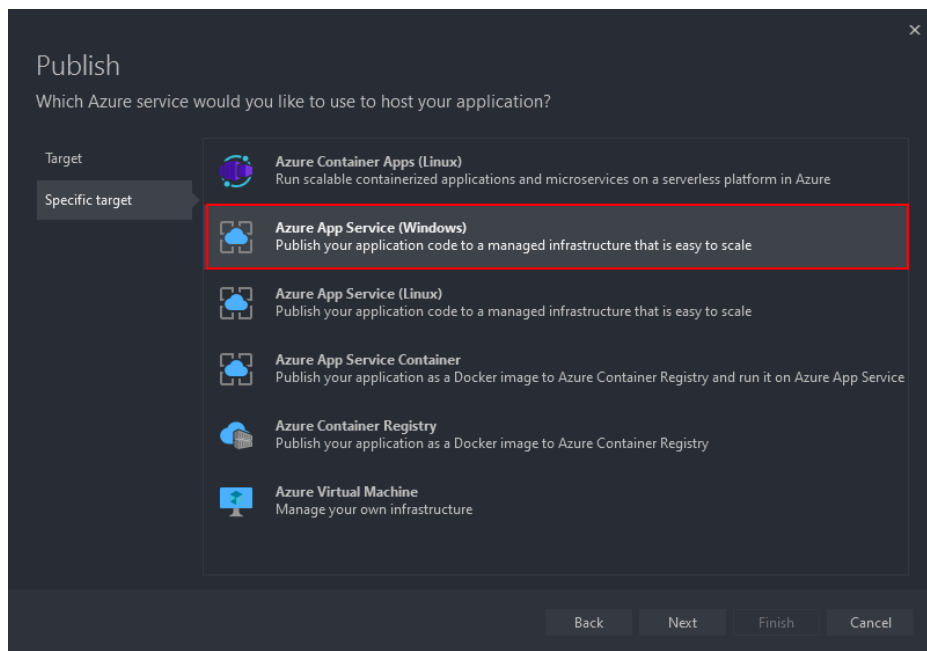 Publish
Which Azure service would you like to use to host your application?
Target
Specific target
Azure Container Apps (Linux)
Run scalable containerized applications and microservices on a serverless platform in Azure
Azure App Service (Windows)
Publish your application code to a managed infrastructure that is easy to scale
Azure App Service (Linux)
Publish your application code to a managed infrastructure that is easy to scale
Azure App Service Container
Publish your application as a Docker image to Azure Container Registry and run it on Azure App Service
Azure Container Registry
Publish your application as a Docker image to Azure Container Registry
Azure Virtual Machine
Manage your own infrastructure
Back Next Finish Cancel